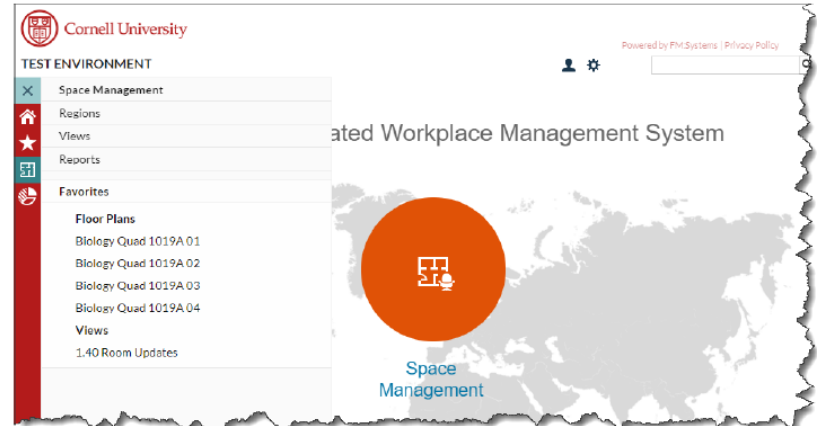 Cornell University
Powered by FM:Systems | Privacy Policy
TEST ENVIRONMENT
Space Management
Regions
Views
Reports
Favorites
Floor Plans
Biology Quad 1019A 01
Biology Quad 1019A 02
Biology Quad 1019A 03
Biology Quad 1019A 04
Views
1.40 Room Updates
ated Workplace Management System
Space
Management